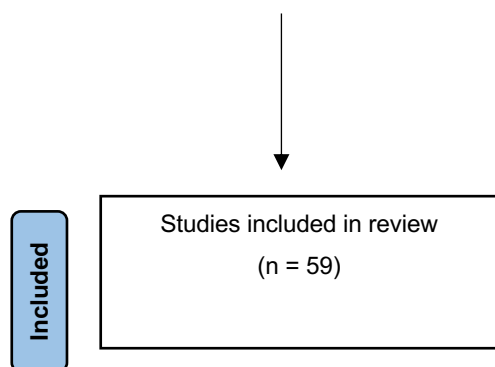 Studies included in review
(n = 59)
Included